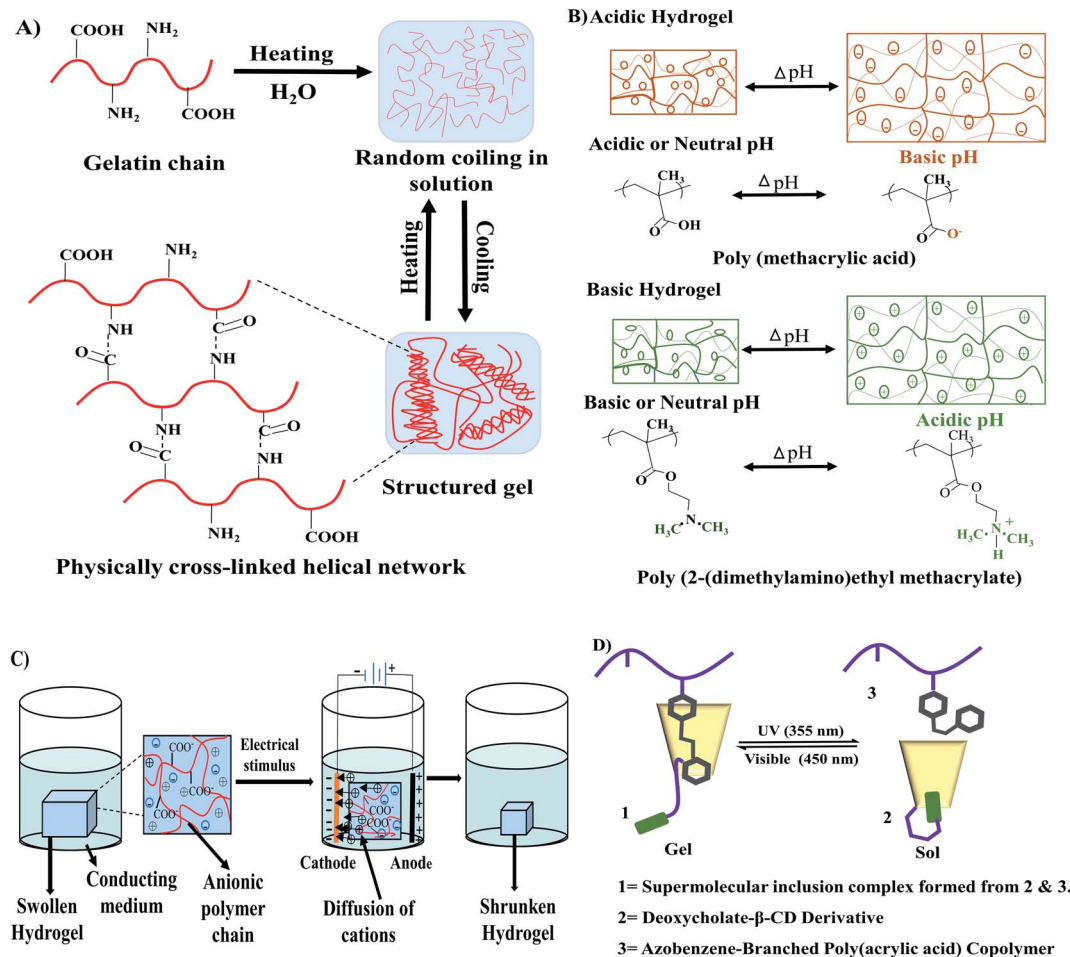 A)
COOH
NH₂
NH₂
COOH
Gelatin chain
Heating
H₂O
Random coiling in
solution
Heating
Cooling
COOH
NH₂
NH
C
O
O
C
NH
NH
C
O
O
C
NH
NH₂
COOH
Structured gel
Physically cross-linked helical network
B) Acidic Hydrogel
△ pH
Acidic or Neutral pH
Basic pH
CH₃
O
OH
△ pH
CH₃
O
O⁻
Poly (methacrylic acid)
Basic Hydrogel
△ pH
Basic or Neutral pH
Acidic pH
CH₃
O
O
N
H₃C
CH₃
△ pH
CH₃
O
O
N
+
H₃C
CH₃
H
Poly (2-(dimethylamino)ethyl methacrylate)
C)
COO⁻
COO⁻
COO⁻
Electrical
stimulus
- +
COO⁻
COO⁻
Cathode Anode
Swollen
Hydrogel
Conducting
medium
Anionic
polymer
chain
Diffusion of
cations
Shrunken
Hydrogel
D)
1
Gel
UV (355 nm)
Visible (450 nm)
3
2
Sol
1= Supermolecular inclusion complex formed from 2 & 3.
2= Deoxycholate-β-CD Derivative
3= Azobenzene-Branched Poly(acrylic acid) Copolymer